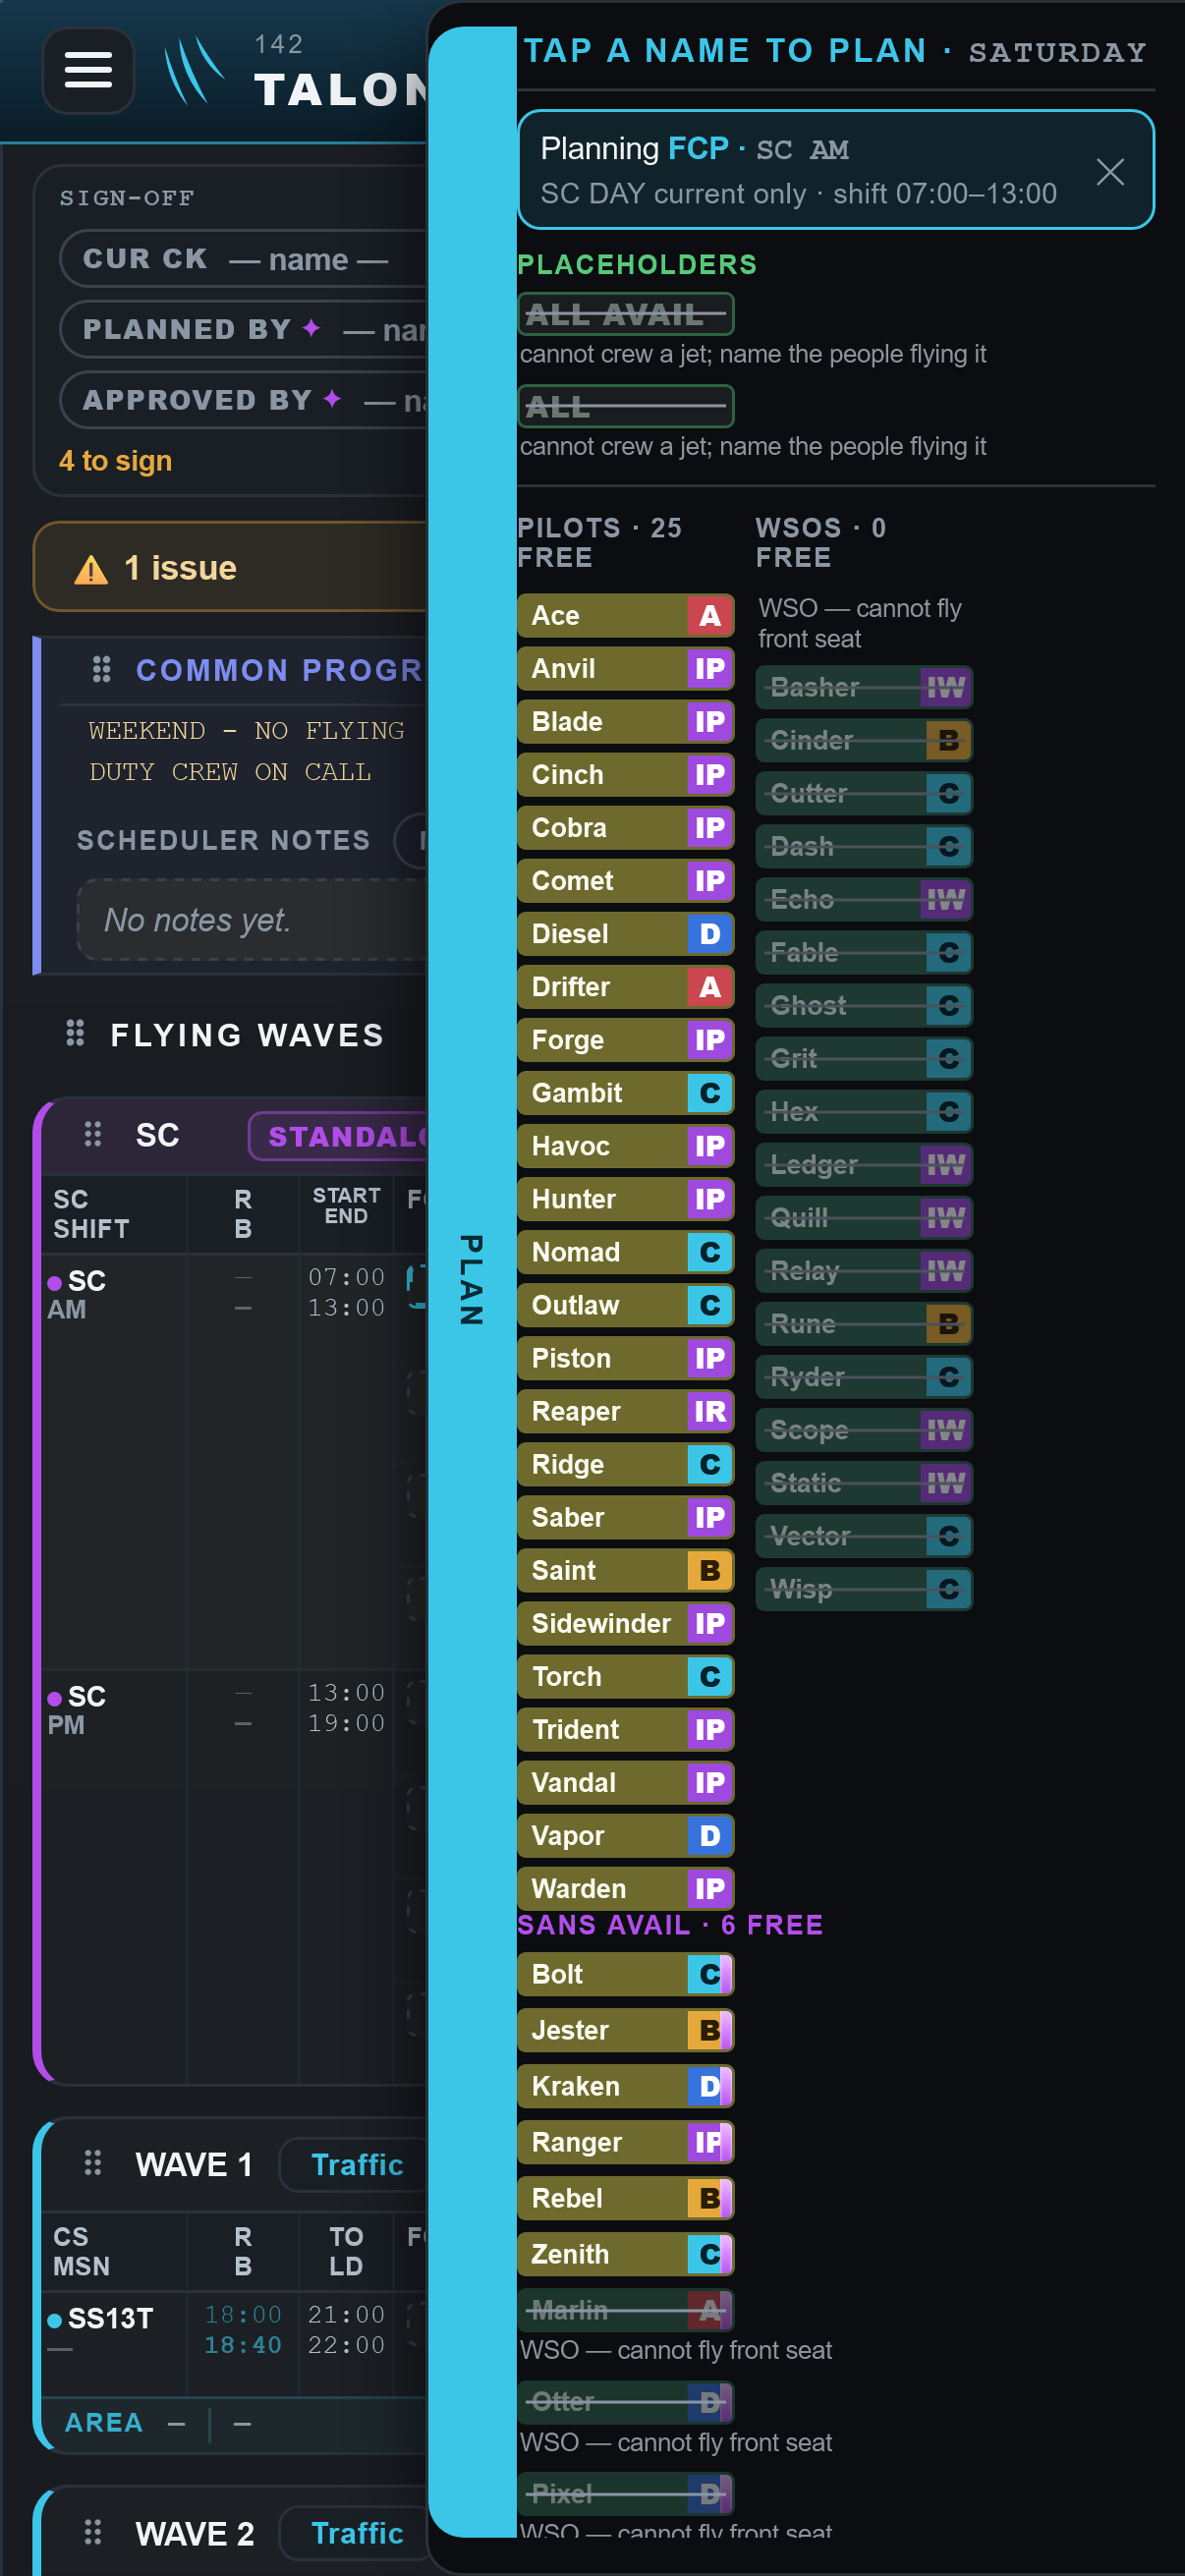 142
TALON
SIGN-OFF
CUR CK — name —
PLANNED BY ✦ — nam
APPROVED BY ✦ — na
4 to sign
1 issue
COMMON PROGR
WEEKEND – NO FLYING
DUTY CREW ON CALL
SCHEDULER NOTES
No notes yet.
FLYING WAVES
SC STANDALO
SC SHIFT
R B
START END
SC AM
–
–
07:00
13:00
SC PM
–
–
13:00
19:00
WAVE 1 Traffic
CS MSN
R B
TO LD
SS13T
—
18:00
18:40
21:00
22:00
AREA – | –
WAVE 2 Traffic
PLAN
TAP A NAME TO PLAN · SATURDAY
Planning FCP · SC AM
SC DAY current only · shift 07:00–13:00
PLACEHOLDERS
ALL AVAIL
cannot crew a jet; name the people flying it
ALL
cannot crew a jet; name the people flying it
PILOTS · 25
FREE
Ace A
Anvil IP
Blade IP
Cinch IP
Cobra IP
Comet IP
Diesel D
Drifter A
Forge IP
Gambit C
Havoc IP
Hunter IP
Nomad C
Outlaw C
Piston IP
Reaper IR
Ridge C
Saber IP
Saint B
Sidewinder IP
Torch C
Trident IP
Vandal IP
Vapor D
Warden IP
WSOS · 0
FREE
WSO — cannot fly
front seat
Basher IW
Cinder B
Cutter C
Dash C
Echo IW
Fable C
Ghost C
Grit C
Hex C
Ledger IW
Quill IW
Relay IW
Rune B
Ryder C
Scope IW
Static IW
Vector C
Wisp C
SANS AVAIL · 6 FREE
Bolt C
Jester B
Kraken D
Ranger IP
Rebel B
Zenith C
Marlin A
WSO — cannot fly front seat
Otter D
WSO — cannot fly front seat
Pixel D
WSO — cannot fly front seat